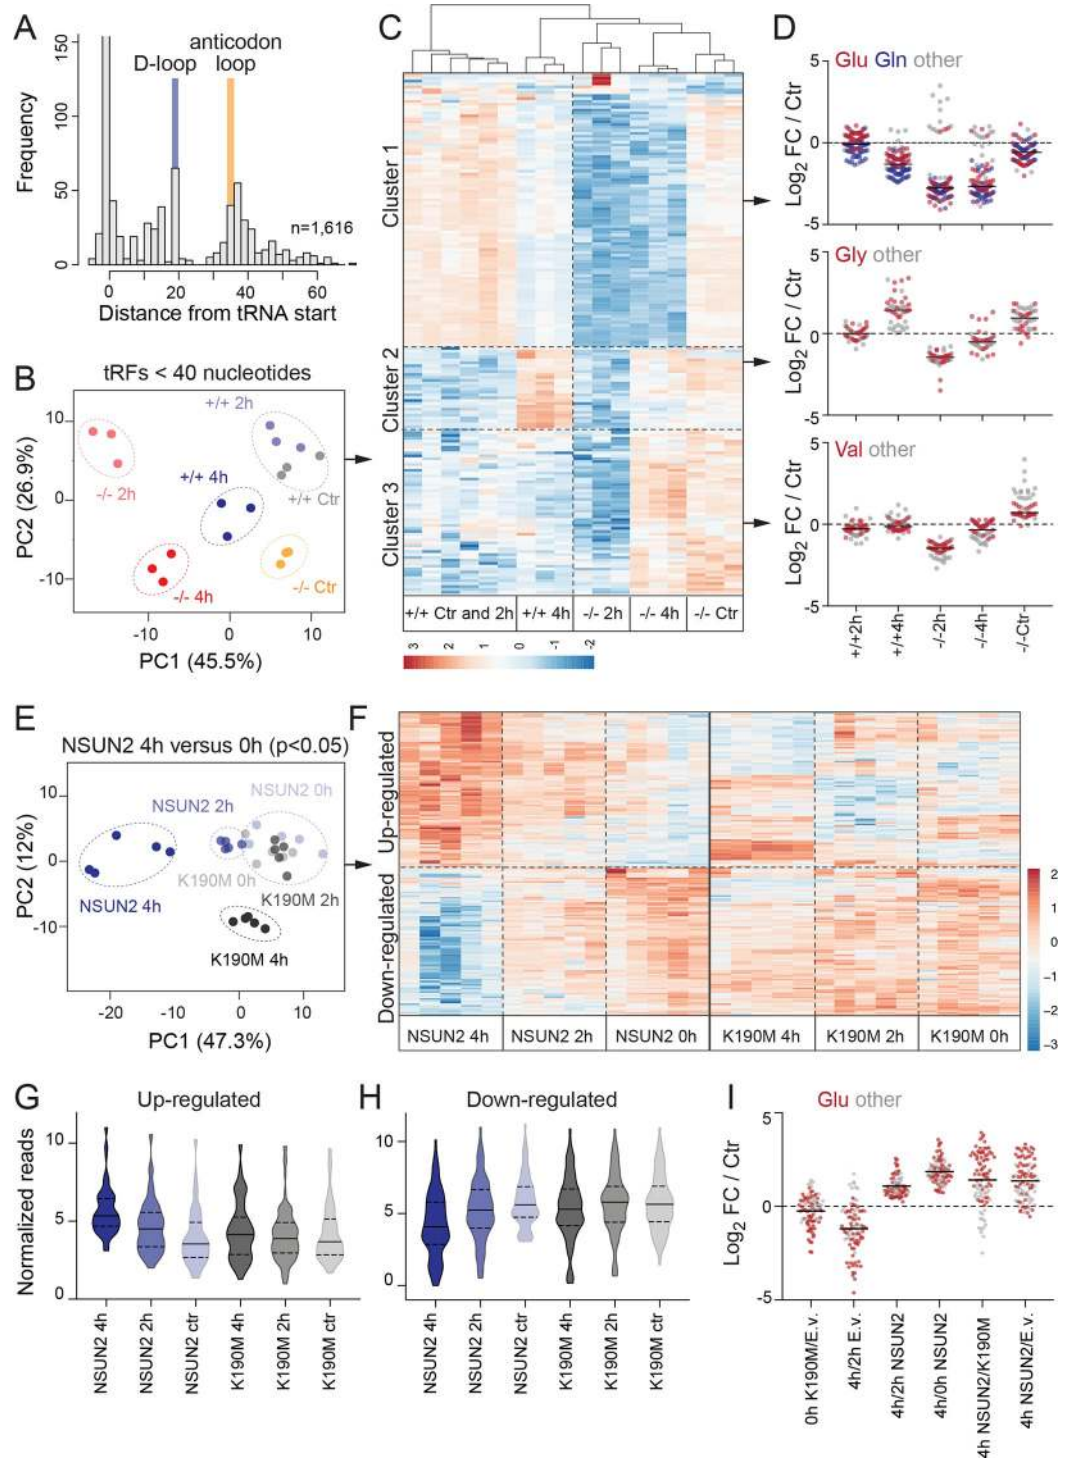 A
Frequency
150
100
50
0
D-loop
anticodon
loop
n=1,616
0
20
40
60
Distance from tRNA start
B
tRFs < 40 nucleotides
PC2 (26.9%)
10
0
-10
+/+ 2h
-/- 2h
+/+ 4h
+/+ Ctr
-/- 4h
-/- Ctr
-10
0
10
PC1 (45.5%)
C
Cluster 1
Cluster 2
Cluster 3
+/+ Ctr and 2h
+/+ 4h
-/- 2h
-/- 4h
-/- Ctr
3
2
1
0
-1
-2
D
Log2 FC / Ctr
5
0
-5
Glu Gln other
Log2 FC / Ctr
5
0
-5
Gly other
Log2 FC / Ctr
5
0
-5
Val other
+/+2h
+/+4h
-/-2h
-/-4h
-/-Ctr
E
NSUN2 4h versus 0h (p<0.05)
PC2 (12%)
10
0
-10
NSUN2 0h
NSUN2 2h
K190M 0h
NSUN2 4h
K190M 2h
K190M 4h
-20
-10
0
10
PC1 (47.3%)
F
Up-regulated
Down-regulated
NSUN2 4h
NSUN2 2h
NSUN2 0h
K190M 4h
K190M 2h
K190M 0h
2
1
0
-1
-2
-3
G
Up-regulated
Normalized reads
10
5
0
NSUN2 4h
NSUN2 2h
NSUN2 ctr
K190M 4h
K190M 2h
K190M ctr
H
Down-regulated
10
5
0
NSUN2 4h
NSUN2 2h
NSUN2 ctr
K190M 4h
K190M 2h
K190M ctr
I
Glu other
Log2 FC / Ctr
5
0
-5
0h K190M/E.v.
4h/2h E.v.
4h/2h NSUN2
4h/0h NSUN2
4h NSUN2/K190M
4h NSUN2/E.v.